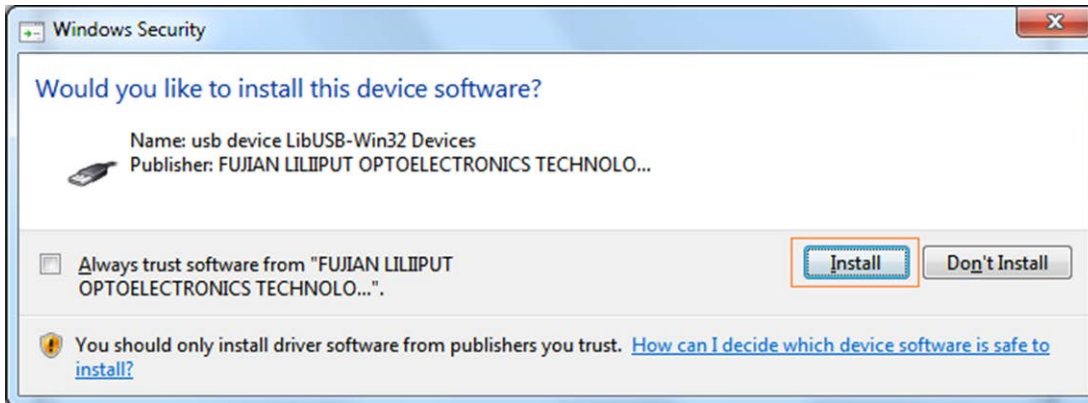 Windows Security
Would you like to install this device software?
Name: usb device LibUSB-Win32 Devices
Publisher: FUJIAN LILIIPUT OPTOELECTRONICS TECHNOLO...
Always trust software from "FUJIAN LILIIPUT
OPTOELECTRONICS TECHNOLO...".
Install
Don't Install
You should only install driver software from publishers you trust. How can I decide which device software is safe to
install?